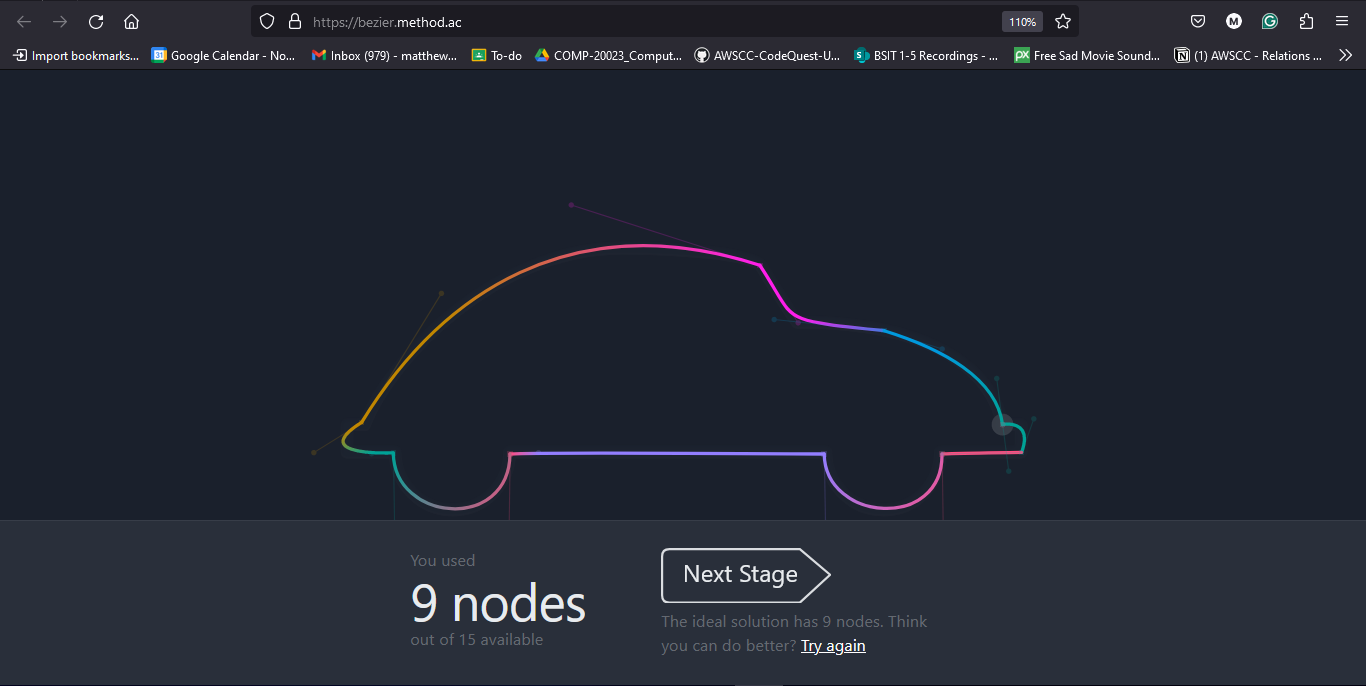 https://bezier.method.ac
110%
M
G
Import bookmarks...
31
Google Calendar - No...
Inbox (979) - matthew...
To-do
COMP-20023_Comput...
AWSCC-CodeQuest-U...
S
BSIT 1-5 Recordings - ...
px
Free Sad Movie Sound...
N
(1) AWSCC - Relations ...
You used
9 nodes
out of 15 available
Next Stage
The ideal solution has 9 nodes. Think
you can do better? Try again